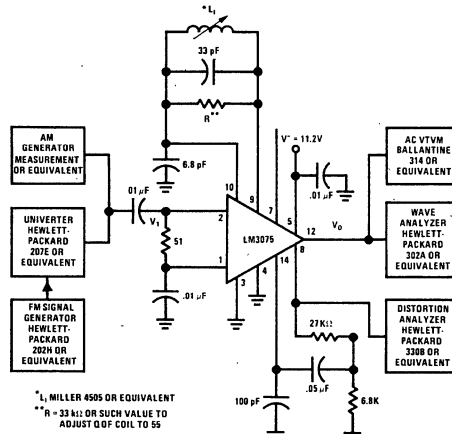 *L₁
33 pF
R**
V⁻ = 11.2V
AM
GENERATOR
MEASUREMENT
OR EQUIVALENT
6.8 pF
.01 μF
AC VTVM
BALLANTINE
314 OR
EQUIVALENT
01 μF
10
9
7
5
V₁
2
UNIVERTER
HEWLETT-
PACKARD
207E OR
EQUIVALENT
51
LM3075
12
V₀
WAVE
ANALYZER
HEWLETT-
PACKARD
302A OR
EQUIVALENT
1
3
4
14
8
.01 μF
FM SIGNAL
GENERATOR
HEWLETT-
PACKARD
202H OR
EQUIVALENT
27KΩ
DISTORTION
ANALYZER
HEWLETT-
PACKARD
330B OR
EQUIVALENT
100 pF
.05 μF
6.8K
*L₁ MILLER 4505 OR EQUIVALENT
**R = 33 kΩ OR SUCH VALUE TO
ADJUST Q OF COIL TO 55